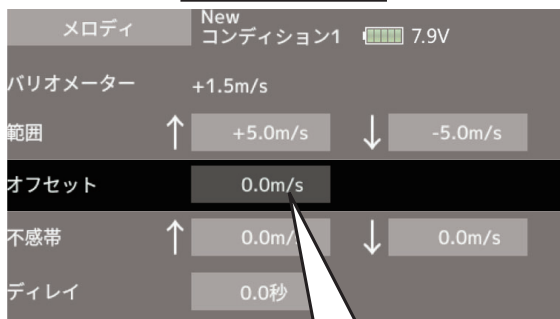 メロディ
New
コンディション1 7.9V
バリオメーター +1.5m/s
範囲 ↑ +5.0m/s ↓ -5.0m/s
オフセット 0.0m/s
不感帯 ↑ 0.0m/ ↓ 0.0m/s
ディレイ 0.0秒